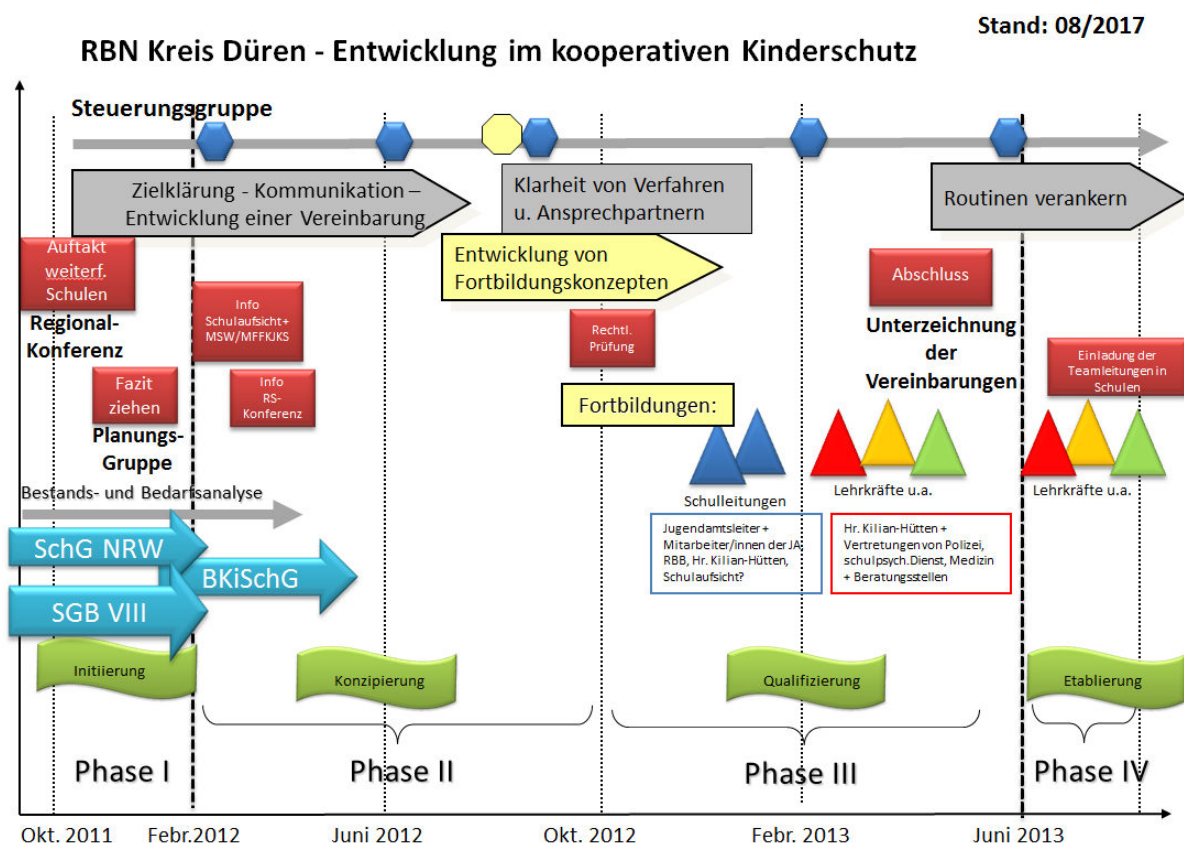 Stand: 08/2017
RBN Kreis Düren - Entwicklung im kooperativen Kinderschutz
Steuerungsgruppe
Zielklärung - Kommunikation –
Entwicklung einer Vereinbarung
Klarheit von Verfahren
u. Ansprechpartnern
Routinen verankern
Entwicklung von
Fortbildungskonzepten
Auftakt
weiterf.
Schulen
Regional-
Konferenz
Info
Schulaufsicht+
MSW/MFFKJKS
Rechtl.
Prüfung
Abschluss
Unterzeichnung
der
Vereinbarungen
Einladung der
Teamleitungen in
Schulen
Fazit
ziehen
Planungs-
Gruppe
Info
RS-
Konferenz
Fortbildungen:
Schulleitungen
Lehrkräfte u.a.
Lehrkräfte u.a.
Jugendamtsleiter +
Mitarbeiter/innen der JA
RBB, Hr. Kilian-Hütten,
Schulaufsicht?
Hr. Kilian-Hütten +
Vertretungen von Polizei,
schulpsych.Dienst, Medizin
+ Beratungsstellen
Bestands- und Bedarfsanalyse
SchG NRW
BKiSchG
SGB VIII
Initiierung
Konzipierung
Qualifizierung
Etablierung
Phase I
Phase II
Phase III
Phase IV
Okt. 2011
Febr.2012
Juni 2012
Okt. 2012
Febr. 2013
Juni 2013